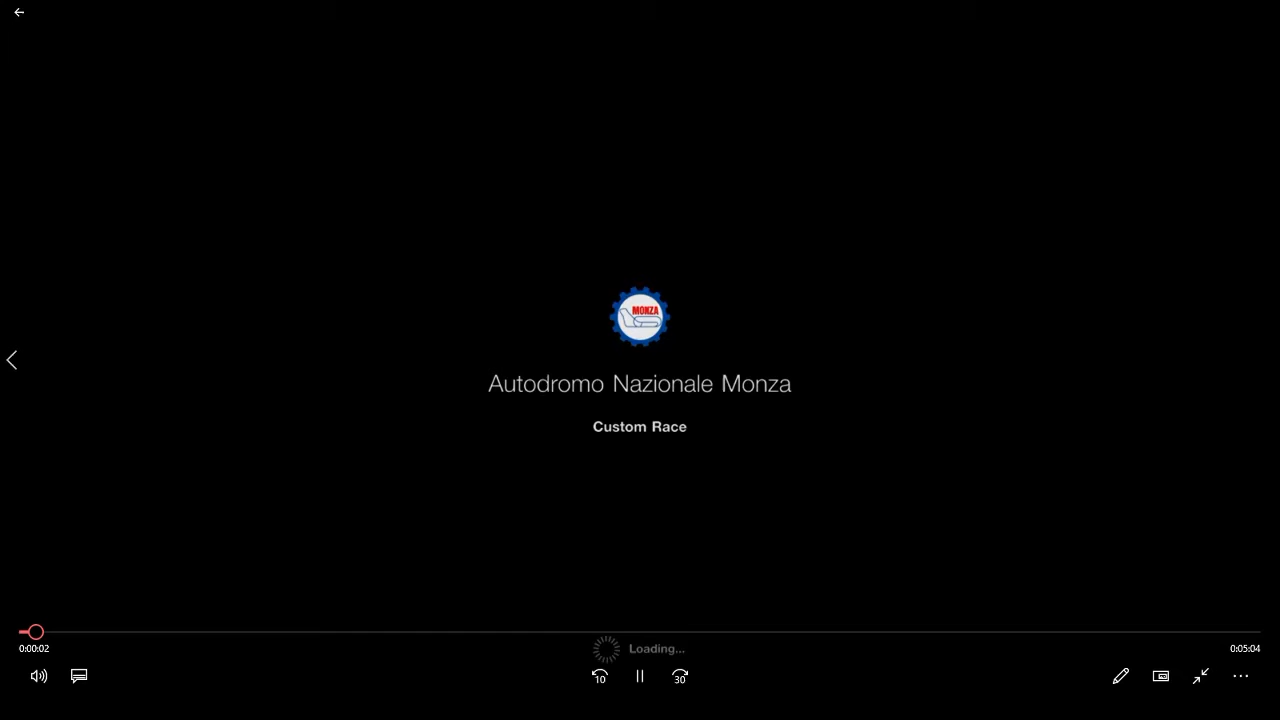 MONZA
Autodromo Nazionale Monza
Custom Race
Loading...
0:00:02
0:05:04
10
30